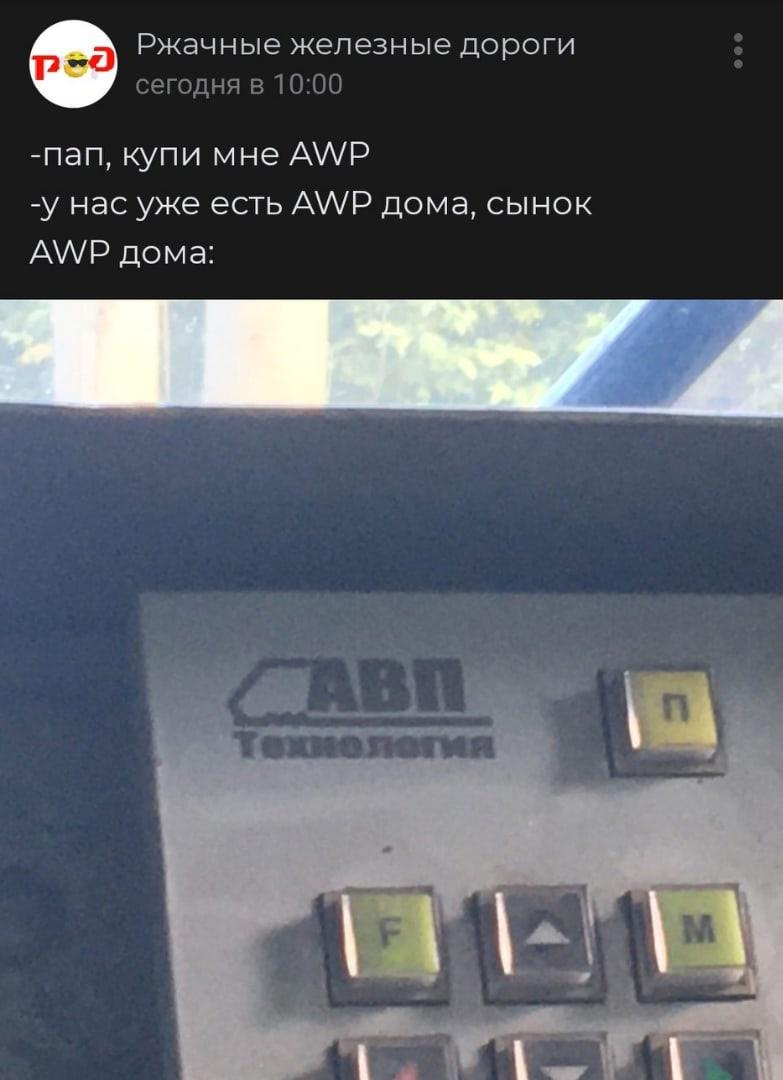 РЖД
Ржачные железные дороги
сегодня в 10:00
-пап, купи мне AWP
-у нас уже есть AWP дома, сынок
AWP дома:
АВП
Технология
П
F
М